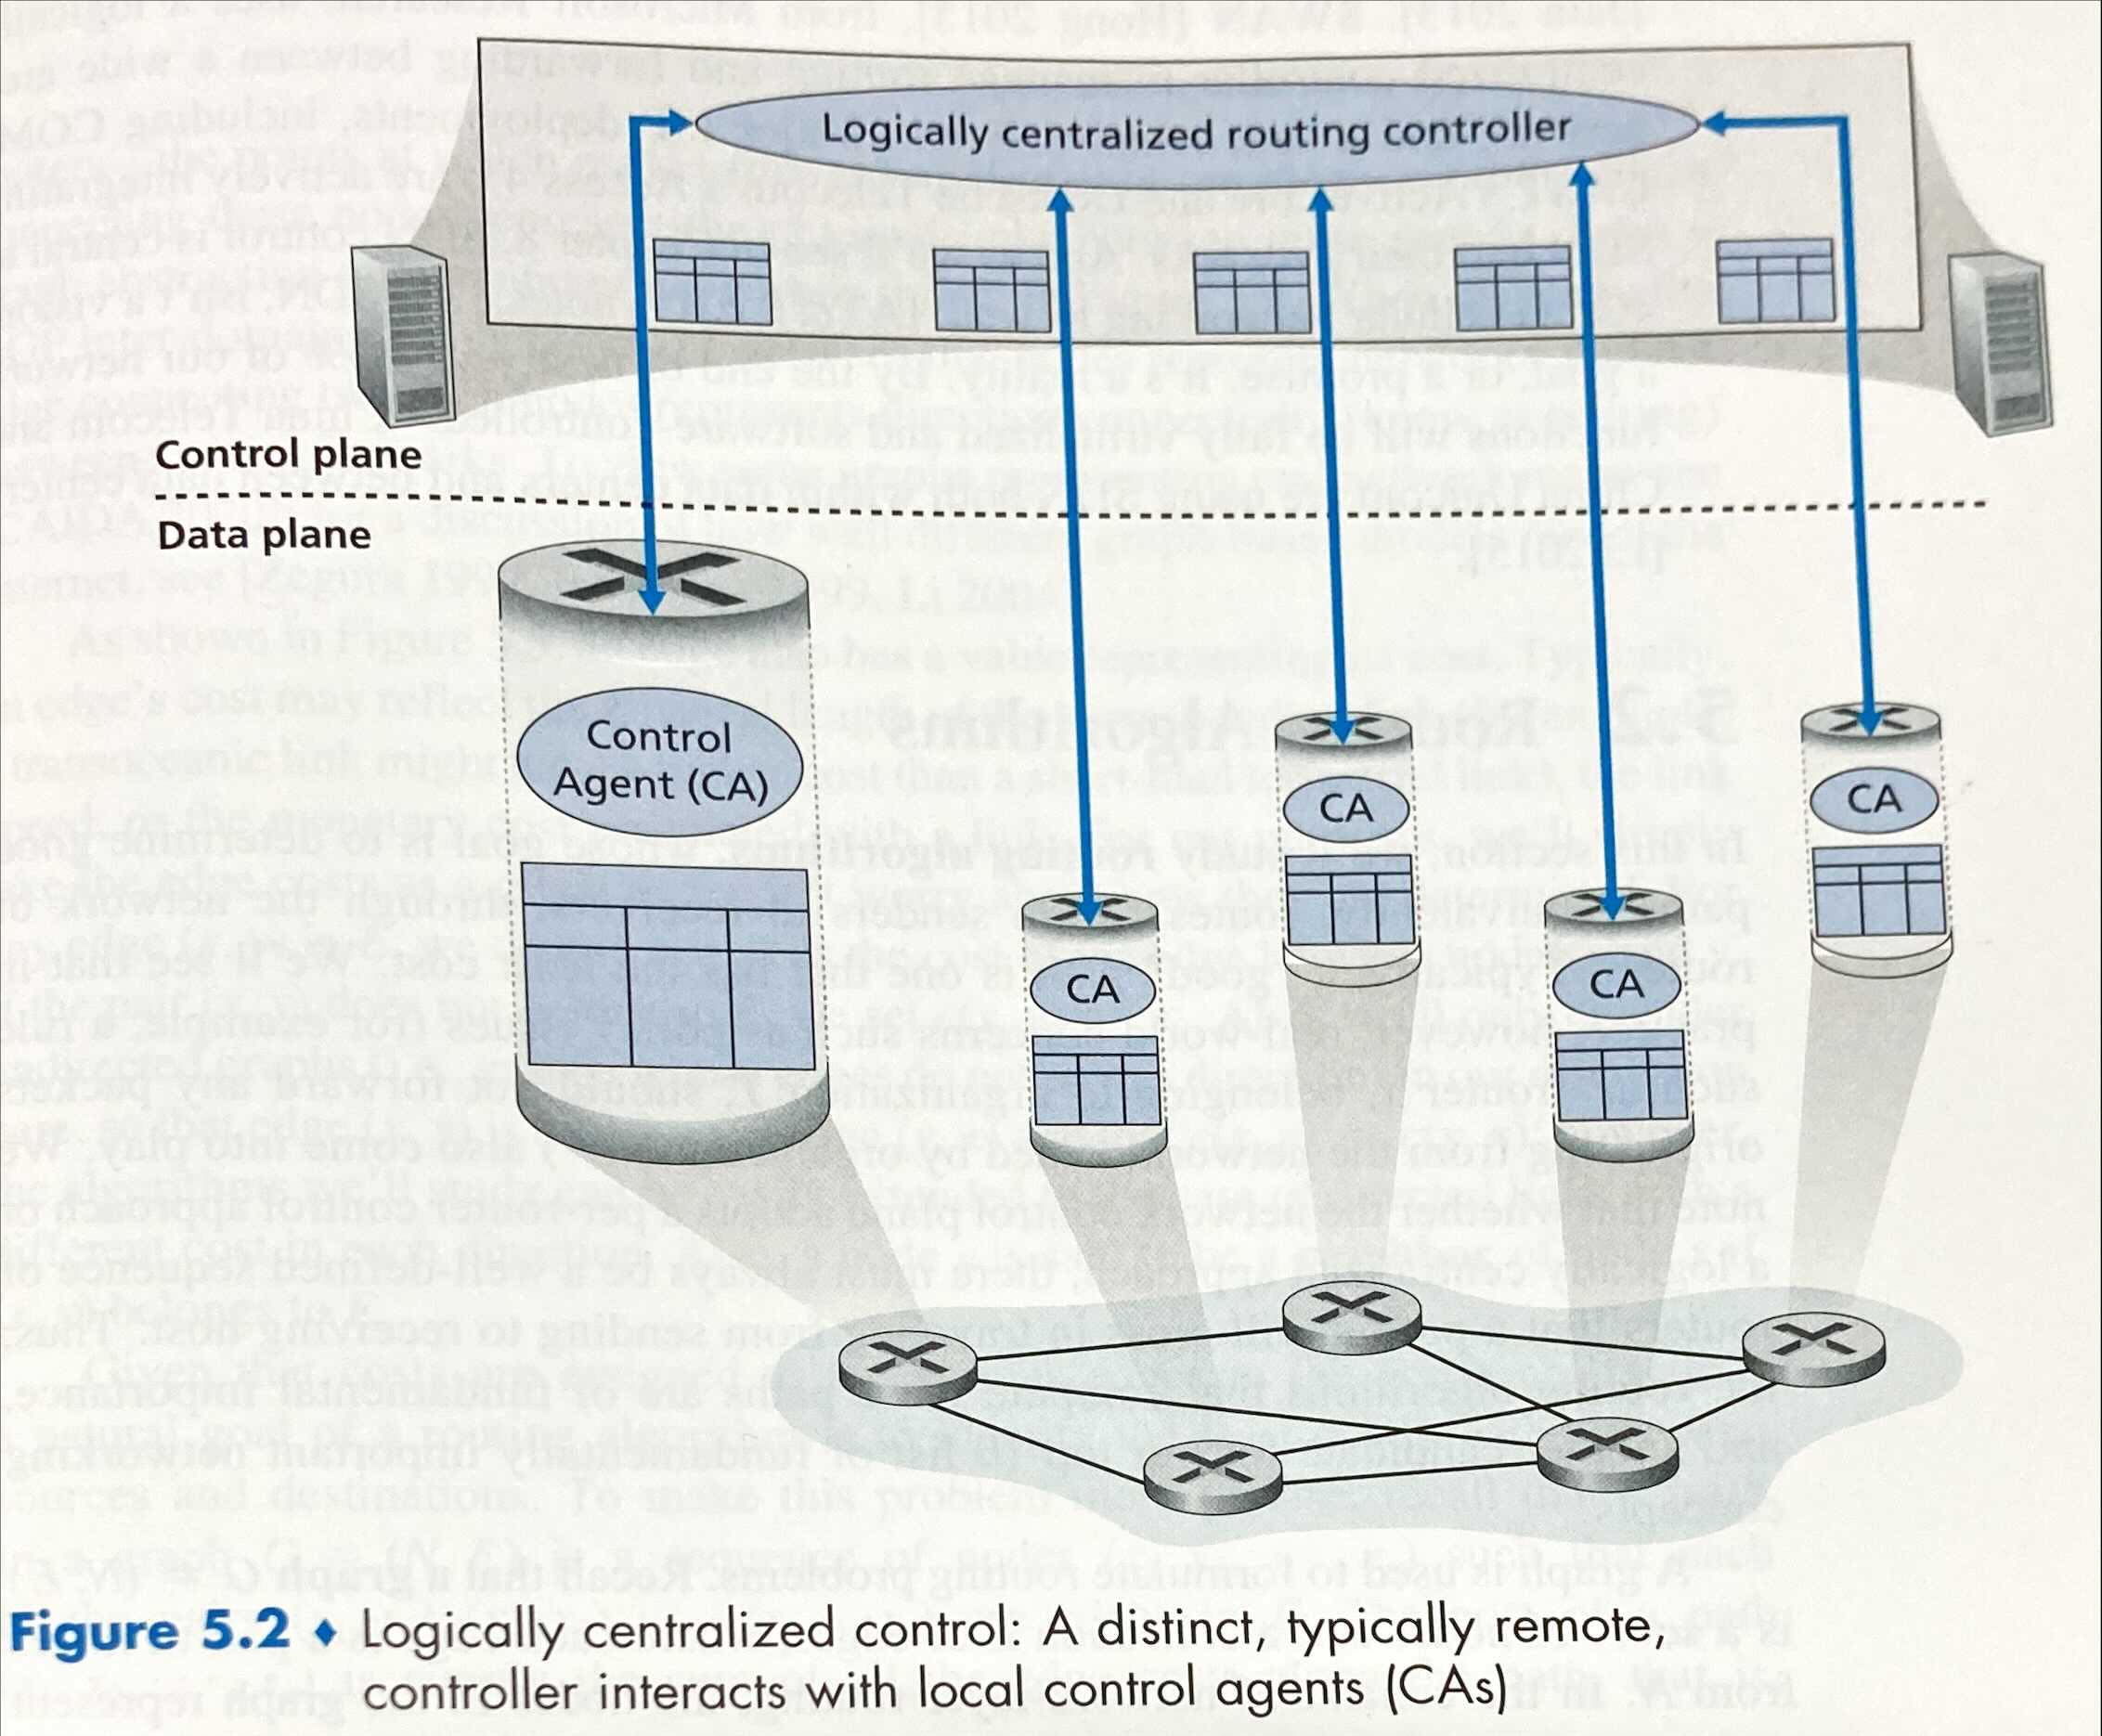 Logically centralized routing controller
Control plane
Data plane
Control
Agent (CA)
CA
CA
CA
CA
Figure 5.2 ♦ Logically centralized control: A distinct, typically remote,
controller interacts with local control agents (CAs)